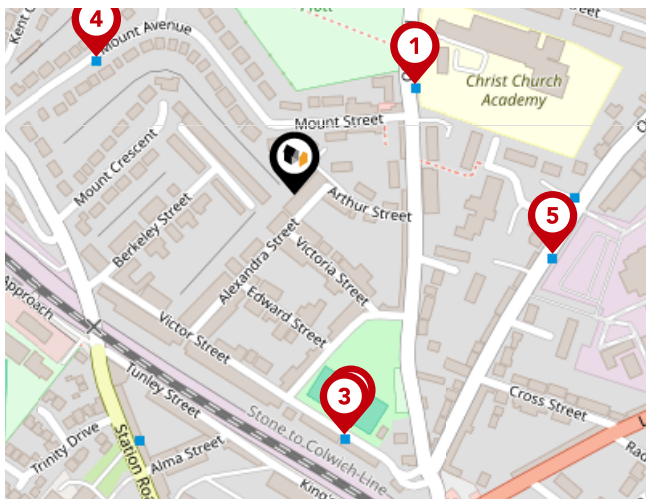 4
Mount Avenue
1
Christ Church
Academy
Mount Street
Mount Crescent
Arthur Street
Berkeley Street
5
Alexandra Street
Victoria Street
Approach
Edward Street
Victor Street
3
Tunley Street
Cross Street
Stone to Colwich-Line
Trinity Drive
Alma Street
Station Ro
King's